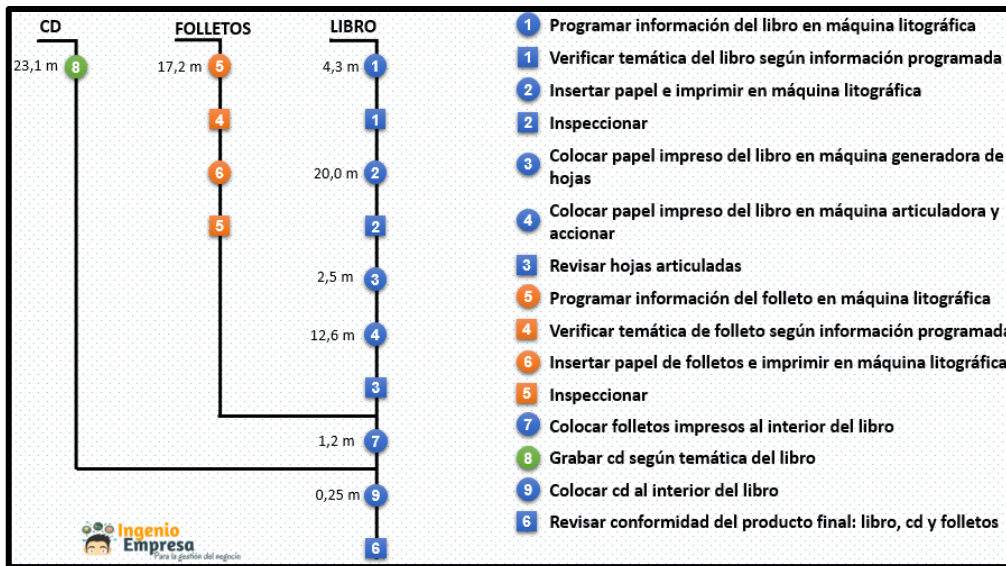 CD
FOLLETOS
LIBRO
23,1 m 8
17,2 m 5
4,3 m 1
4
1
6
20,0 m 2
5
2
2,5 m 3
12,6 m 4
3
1,2 m 7
0,25 m 9
6
1 Programar información del libro en máquina litográfica
1 Verificar temática del libro según información programada
2 Insertar papel e imprimir en máquina litográfica
2 Inspeccionar
3 Colocar papel impreso del libro en máquina generadora de
hojas
4 Colocar papel impreso del libro en máquina articuladora y
accionar
3 Revisar hojas articuladas
5 Programar información del folleto en máquina litográfica
4 Verificar temática de folleto según información programada
6 Insertar papel de folletos e imprimir en máquina litográfica
5 Inspeccionar
7 Colocar folletos impresos al interior del libro
8 Grabar cd según temática del libro
9 Colocar cd al interior del libro
6 Revisar conformidad del producto final: libro, cd y folletos
Ingenio
Empresa
Para la gestión del negocio